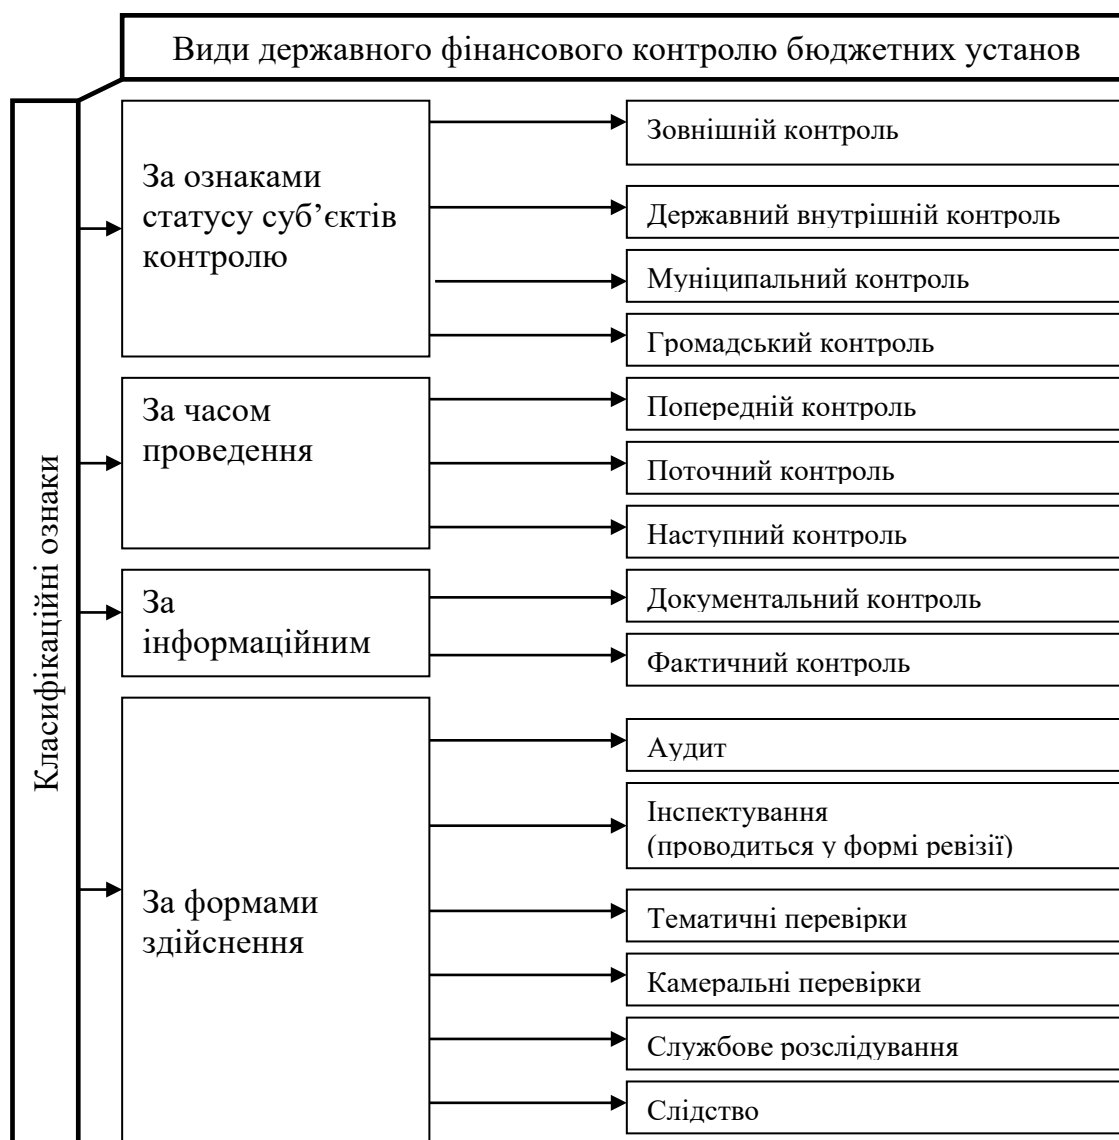 Види державного фінансового контролю бюджетних установ
Класифікаційні ознаки
За ознаками
статусу суб’єктів
контролю
Зовнішній контроль
Державний внутрішній контроль
Муніципальний контроль
Громадський контроль
За часом
проведення
Попередній контроль
Поточний контроль
Наступний контроль
За
інформаційним
Документальний контроль
Фактичний контроль
За формами
здійснення
Аудит
Інспектування
(проводиться у формі ревізії)
Тематичні перевірки
Камеральні перевірки
Службове розслідування
Слідство